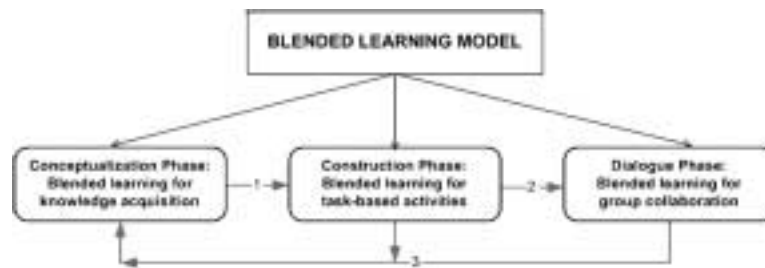 BLENDED LEARNING MODEL
Conceptualization Phase:
Blended learning for
knowledge acquisition
1
Construction Phase:
Blended learning for
task-based activities
2
Dialogue Phase:
Blended learning for
group collaboration
3